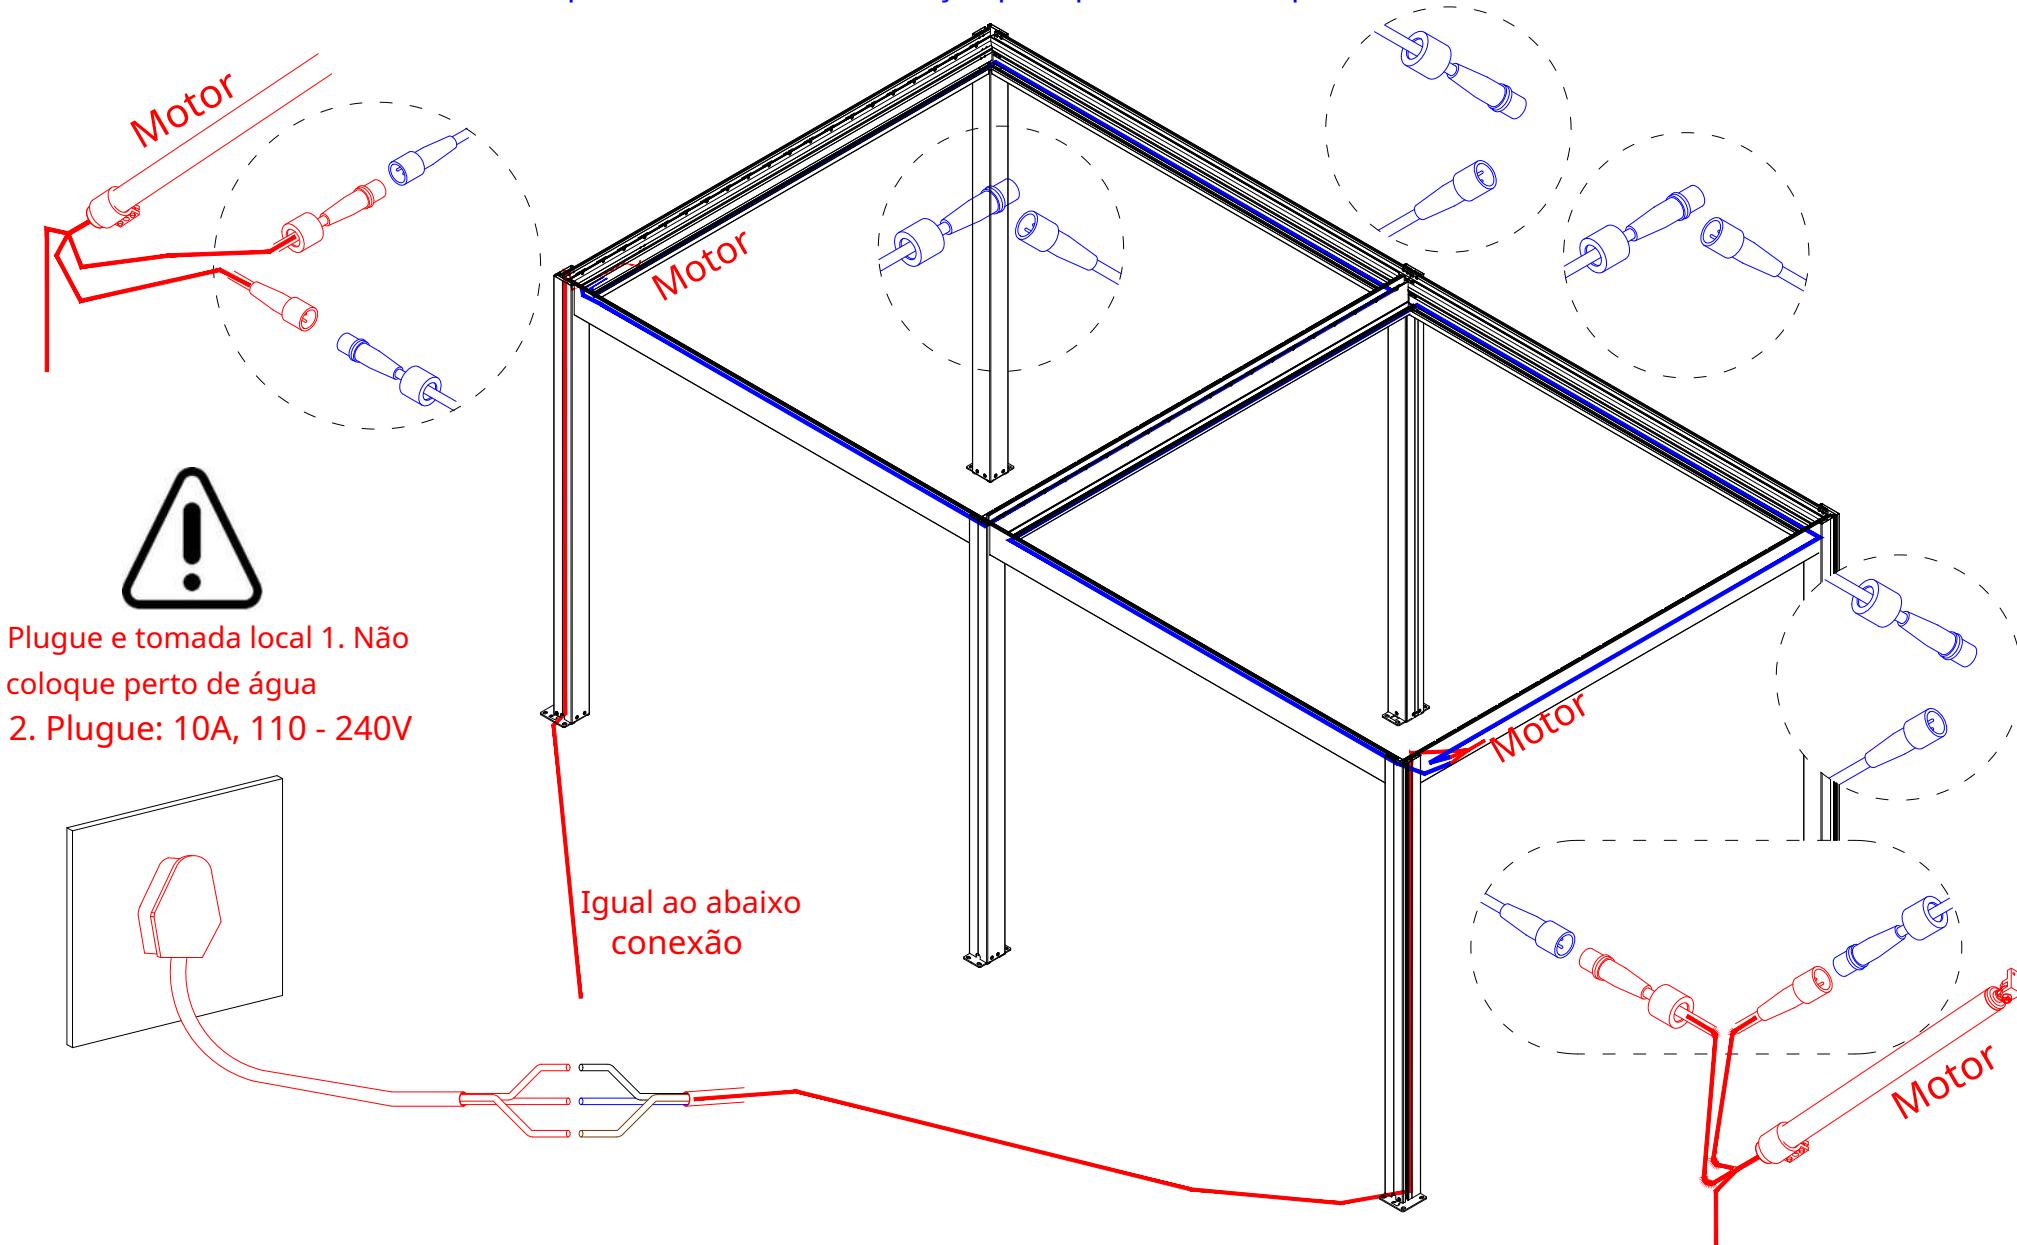 Motor
Motor
Plugue e tomada local 1. Não
coloque perto de água
2. Plugue: 10A, 110 - 240V
Motor
Igual ao abaixo
conexão
Motor